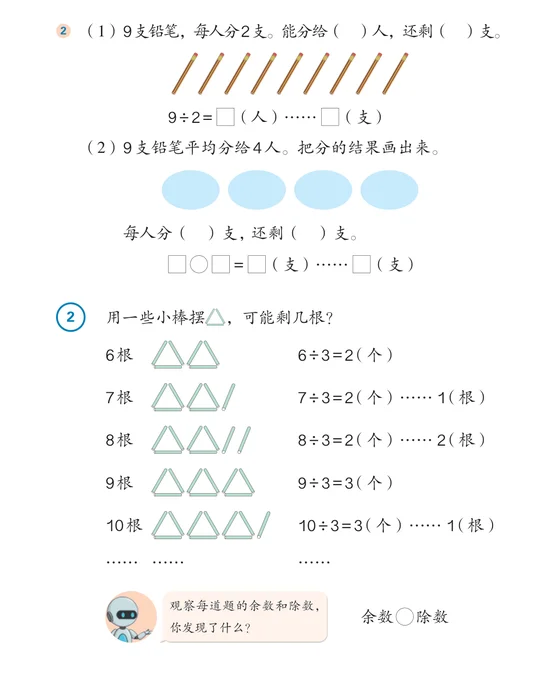 2 （1）9支铅笔，每人分2支。能分给（  ）人，还剩（  ）支。
9÷2=□（人）……□（支）
（2）9支铅笔平均分给4人。把分的结果画出来。
每人分（  ）支，还剩（  ）支。
□○□=□（支）……□（支）
2 用一些小棒摆△，可能剩几根？
6根 6÷3=2（个）
7根 7÷3=2（个）……1（根）
8根 8÷3=2（个）……2（根）
9根 9÷3=3（个）
10根 10÷3=3（个）……1（根）
…… …… ……
观察每道题的余数和除数，
你发现了什么？
余数○除数